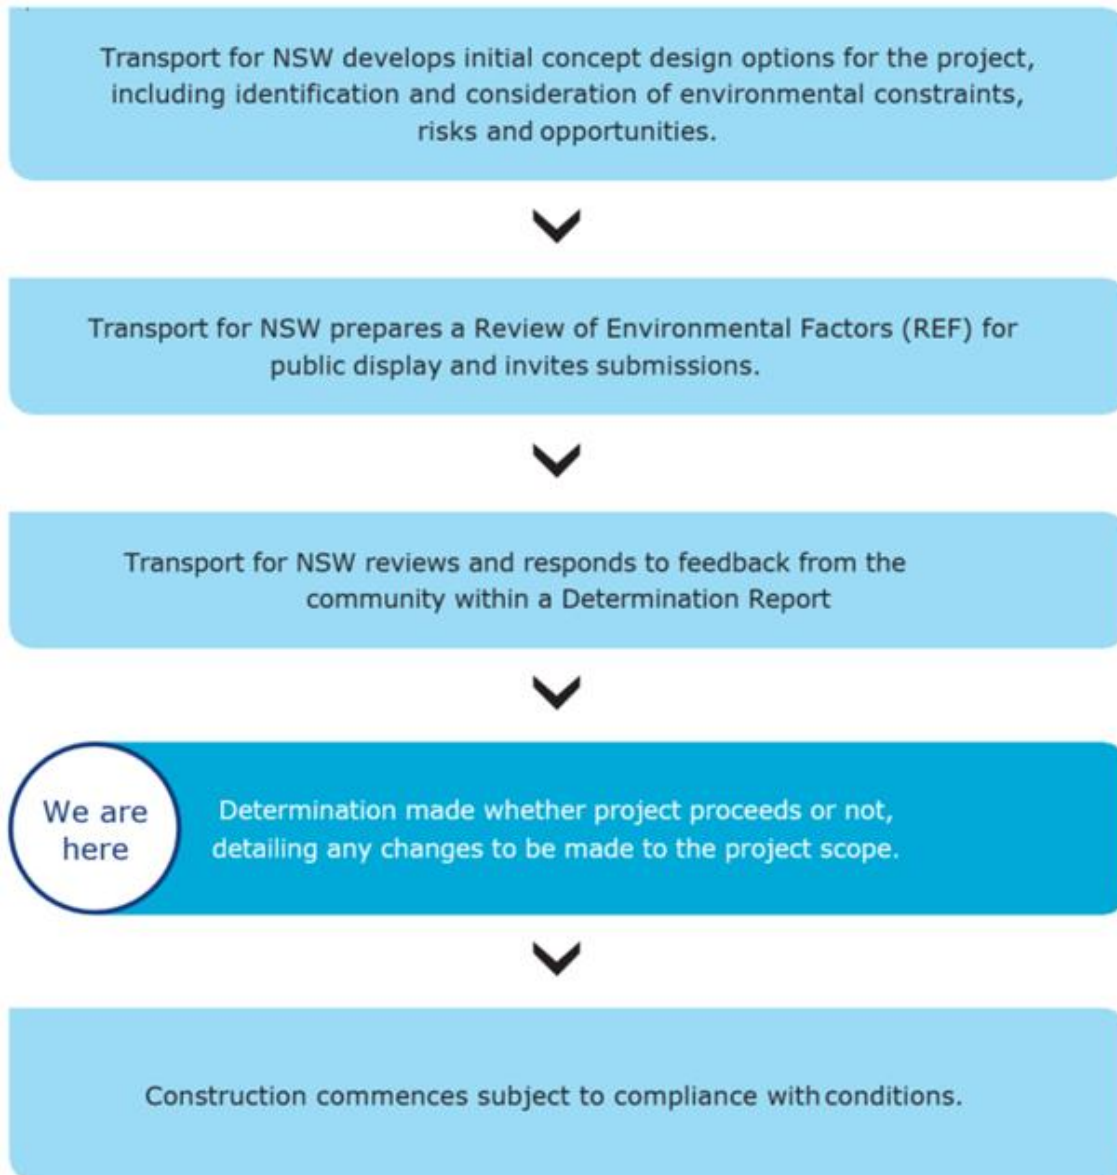 Transport for NSW develops initial concept design options for the project,
including identification and consideration of environmental constraints,
risks and opportunities.
Transport for NSW prepares a Review of Environmental Factors (REF) for
public display and invites submissions.
Transport for NSW reviews and responds to feedback from the
community within a Determination Report
We are
here
Determination made whether project proceeds or not,
detailing any changes to be made to the project scope.
Construction commences subject to compliance with conditions.